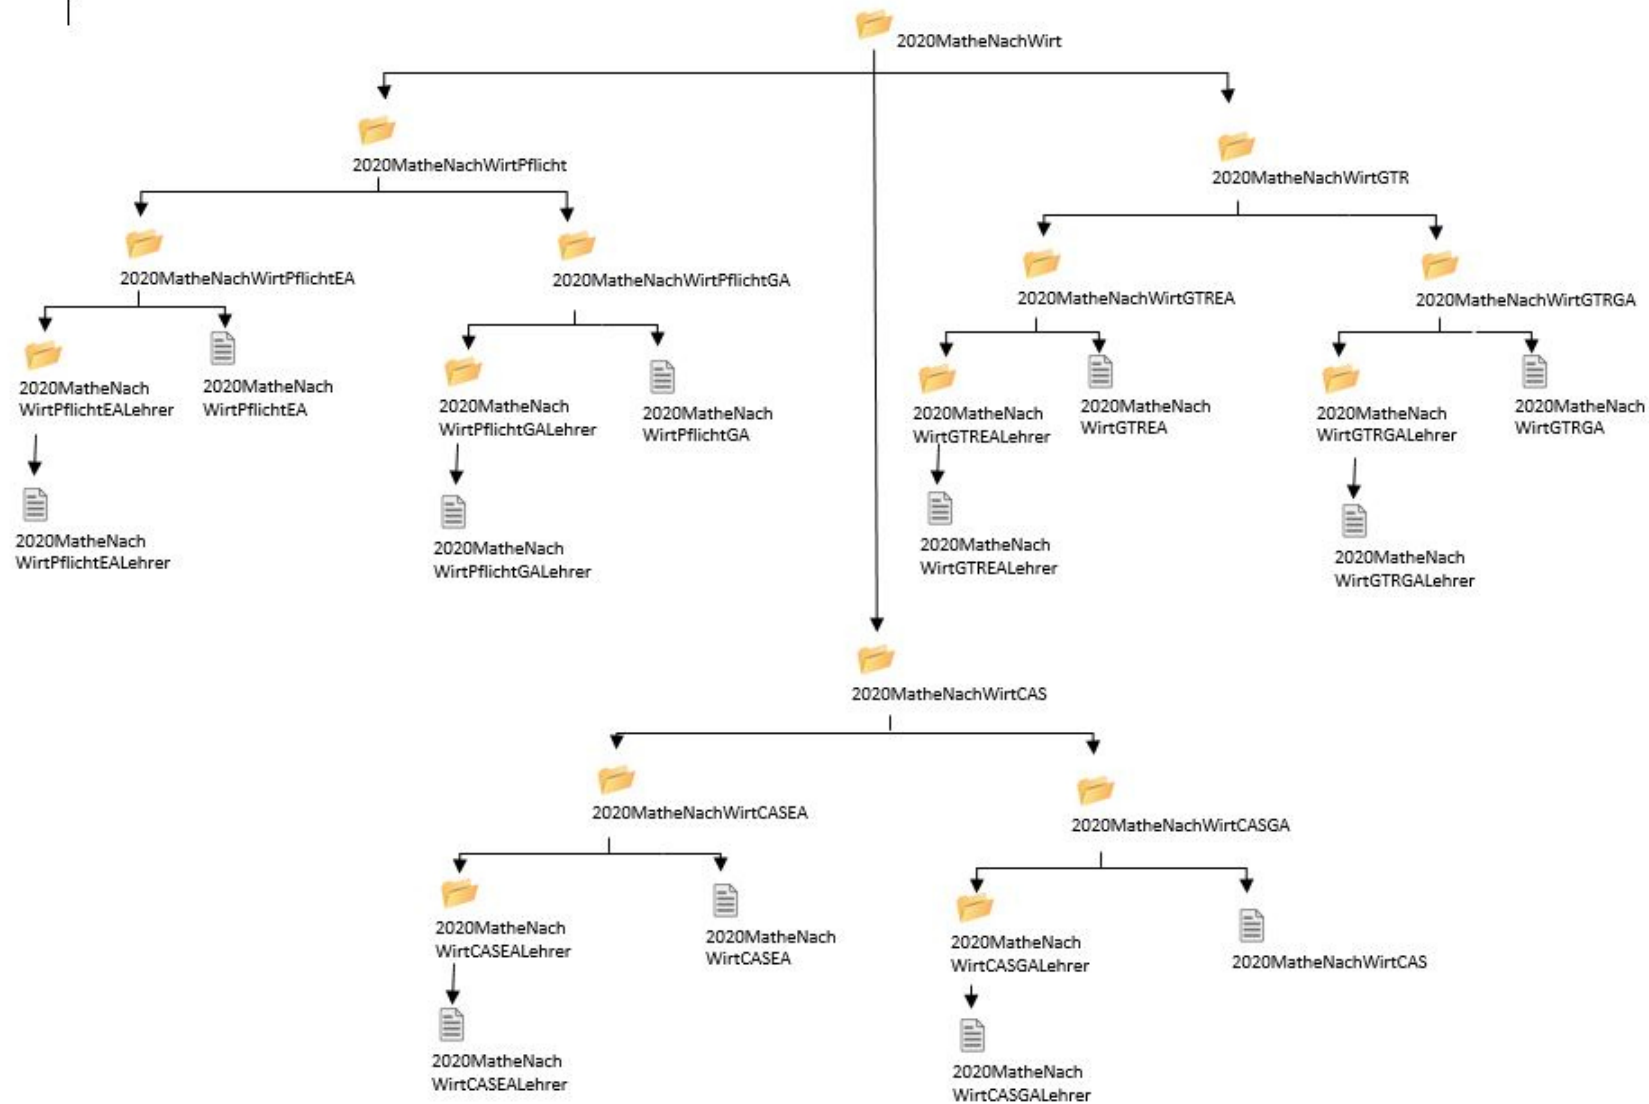 2020MatheNachWirt
2020MatheNachWirtPflicht
2020MatheNachWirtGTR
2020MatheNachWirtPflichtEA
2020MatheNachWirtPflichtGA
2020MatheNachWirtGTREA
2020MatheNachWirtGTRGA
2020MatheNach
WirtPflichtEALehrer
2020MatheNach
WirtPflichtEA
2020MatheNach
WirtPflichtGALehrer
2020MatheNach
WirtPflichtGA
2020MatheNach
WirtGTREALehrer
2020MatheNach
WirtGTREA
2020MatheNach
WirtGTRGALehrer
2020MatheNach
WirtGTRGA
2020MatheNach
WirtPflichtEALehrer
2020MatheNach
WirtPflichtGALehrer
2020MatheNach
WirtGTREALehrer
2020MatheNach
WirtGTRGALehrer
2020MatheNachWirtCAS
2020MatheNachWirtCASEA
2020MatheNachWirtCASGA
2020MatheNach
WirtCASEALehrer
2020MatheNach
WirtCASEA
2020MatheNach
WirtCASGALehrer
2020MatheNachWirtCAS
2020MatheNach
WirtCASEALehrer
2020MatheNach
WirtCASGALehrer